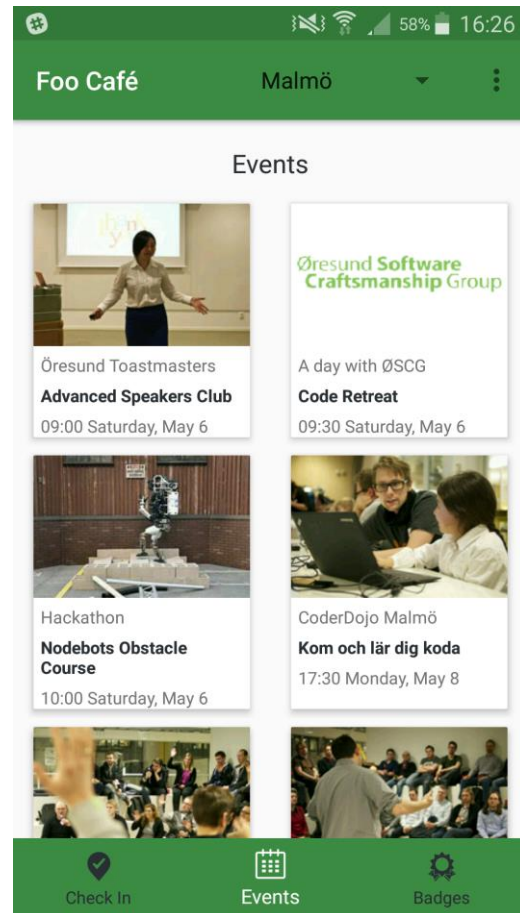 58% 16:26
Foo Café Malmö
Events
Öresund Toastmasters
Advanced Speakers Club
09:00 Saturday, May 6
Øresund Software
Craftsmanship Group
A day with ØSCG
Code Retreat
09:30 Saturday, May 6
Hackathon
Nodebots Obstacle
Course
10:00 Saturday, May 6
CoderDojo Malmö
Kom och lär dig koda
17:30 Monday, May 8
Check In
Events
Badges